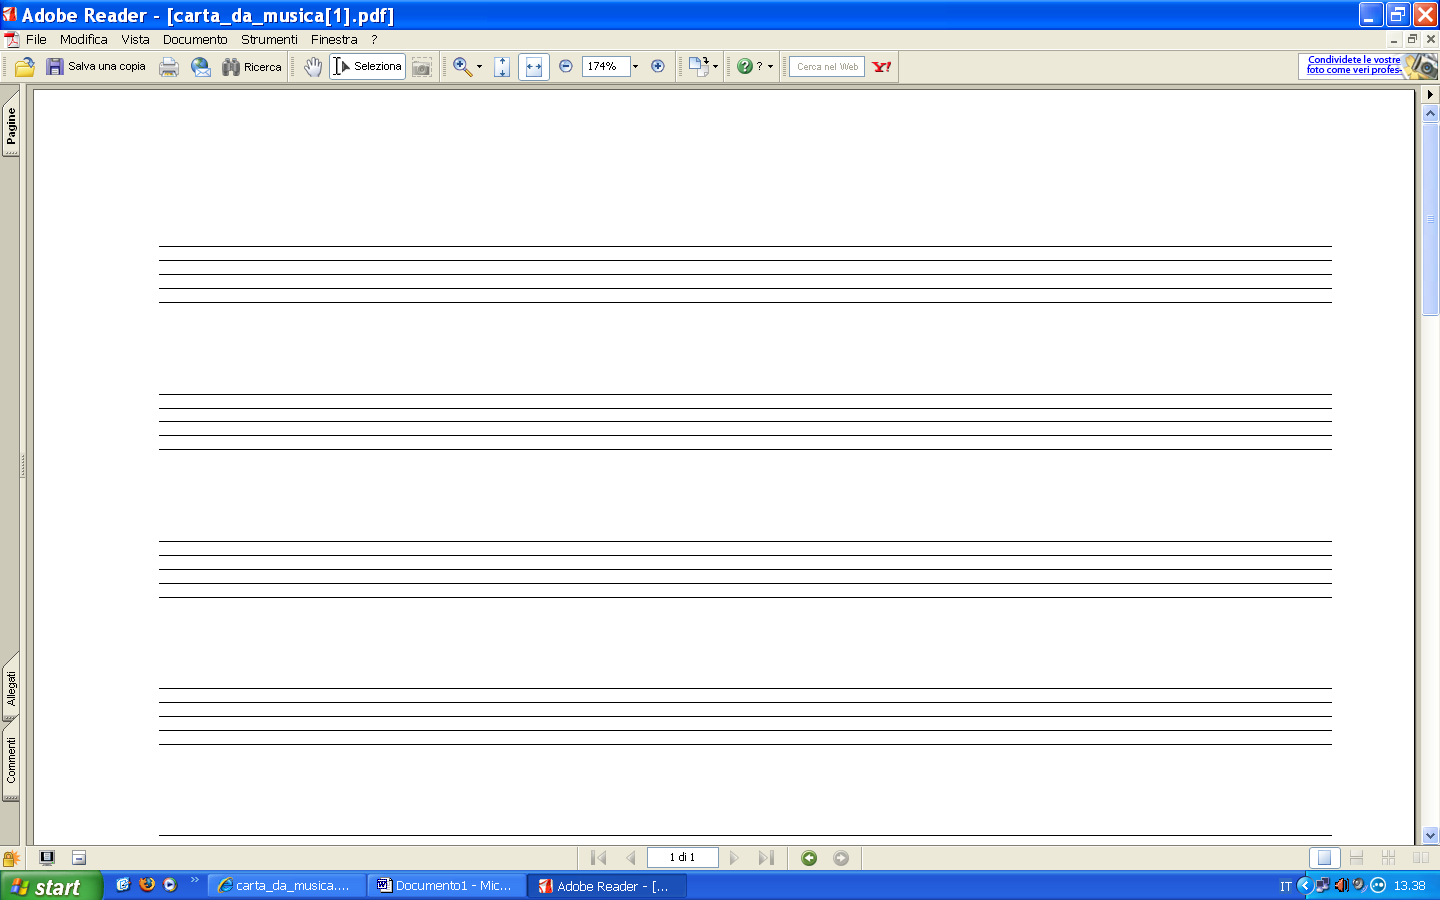 Adobe Reader - [carta_da_musica[1].pdf]
File Modifica Vista Documento Strumenti Finestra ?
Salva una copia Ricerca Seleziona 174% ? Cerca nel Web Y!
Condividete le vostre
foto come veri profes-
Pagine
Allegati
Commenti
1 di 1
start carta_da_musica.... Documento1 - Mic... Adobe Reader - [... IT 13.38